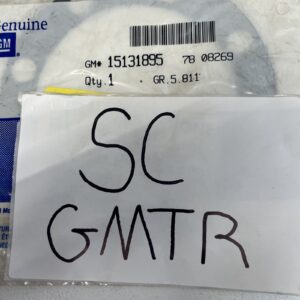 Genuine
GM
GM# 15131895 78 08269
Qty.1 · GR.5.811
SC
GMTR